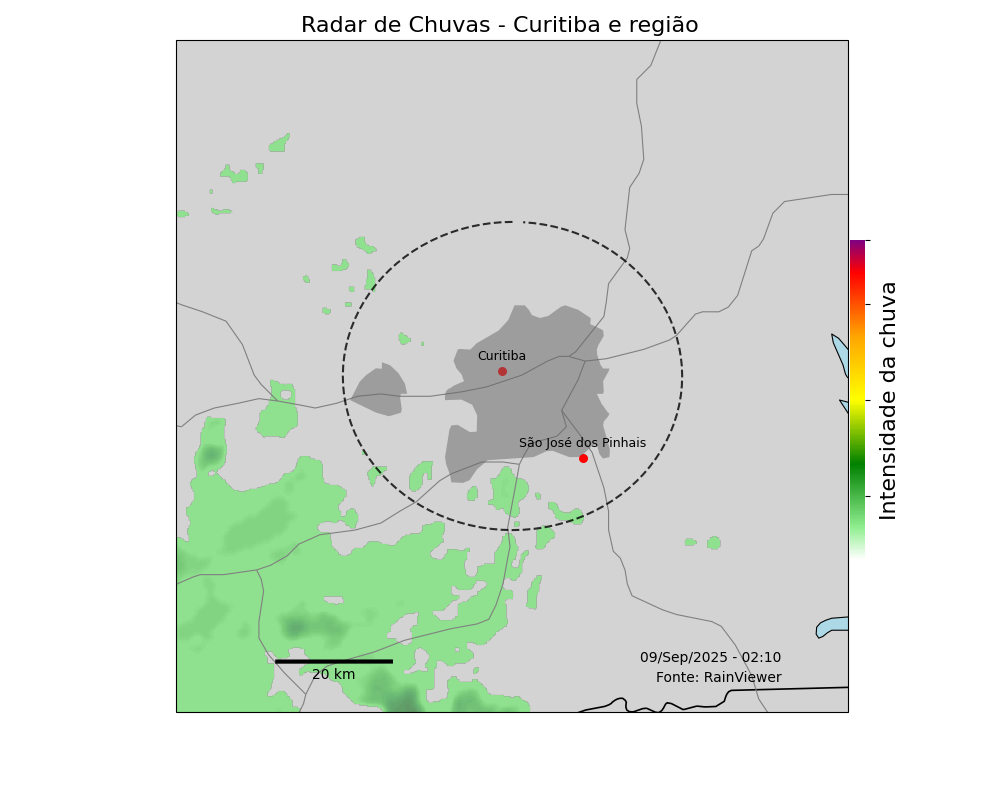 Radar de Chuvas - Curitiba e região
Curitiba
São José dos Pinhais
Intensidade da chuva
20 km
09/Sep/2025 - 02:10
Fonte: RainViewer